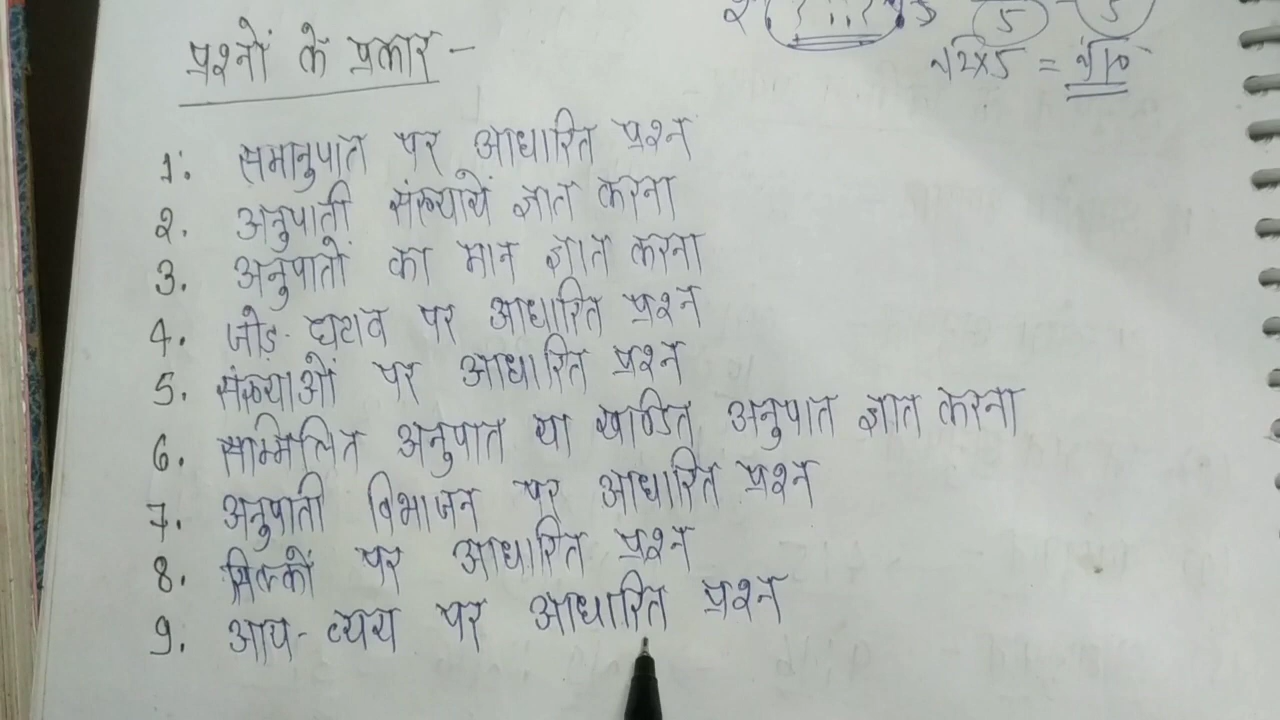 √2×5 = √10
प्रश्नों के प्रकार -
1. समानुपात पर आधारित प्रश्न
2. अनुपाती संख्यायें ज्ञात करना
3. अनुपातों का मान ज्ञात करना
4. जोड़-घटाव पर आधारित प्रश्न
5. संख्याओं पर आधारित प्रश्न
6. सम्मिलित अनुपात या खण्डित अनुपात ज्ञात करना
7. अनुपाती विभाजन पर आधारित प्रश्न
8. सिक्कों पर आधारित प्रश्न
9. आय-व्यय पर आधारित प्रश्न